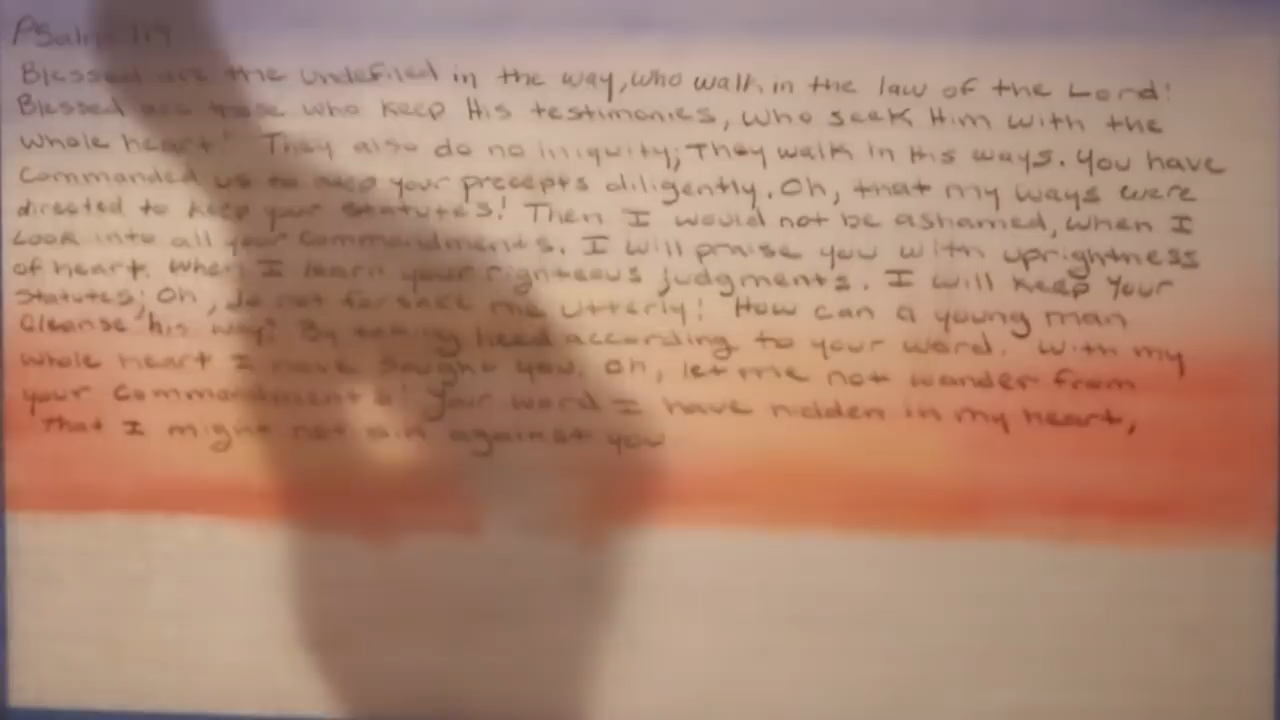 Psalm 119
Blessed are the undefiled in the way, who walk in the law of the Lord!
Blessed are those who keep His testimonies, who seek Him with the
whole heart! They also do no iniquity; They walk in His ways. You have
Commanded us to keep your precepts diligently. Oh, that my ways were
directed to keep your statutes! Then I would not be ashamed, when I
Look into all your commandments. I will praise you with uprightness
of heart, when I learn your righteous judgments. I will keep Your
Statutes; Oh, do not forsake me utterly! How can a young man
Cleanse his way? By taking heed according to your word. With my
whole heart I have sought you. Oh, let me not wander from
your Commandments! Your word I have hidden in my heart,
That I might not sin against you